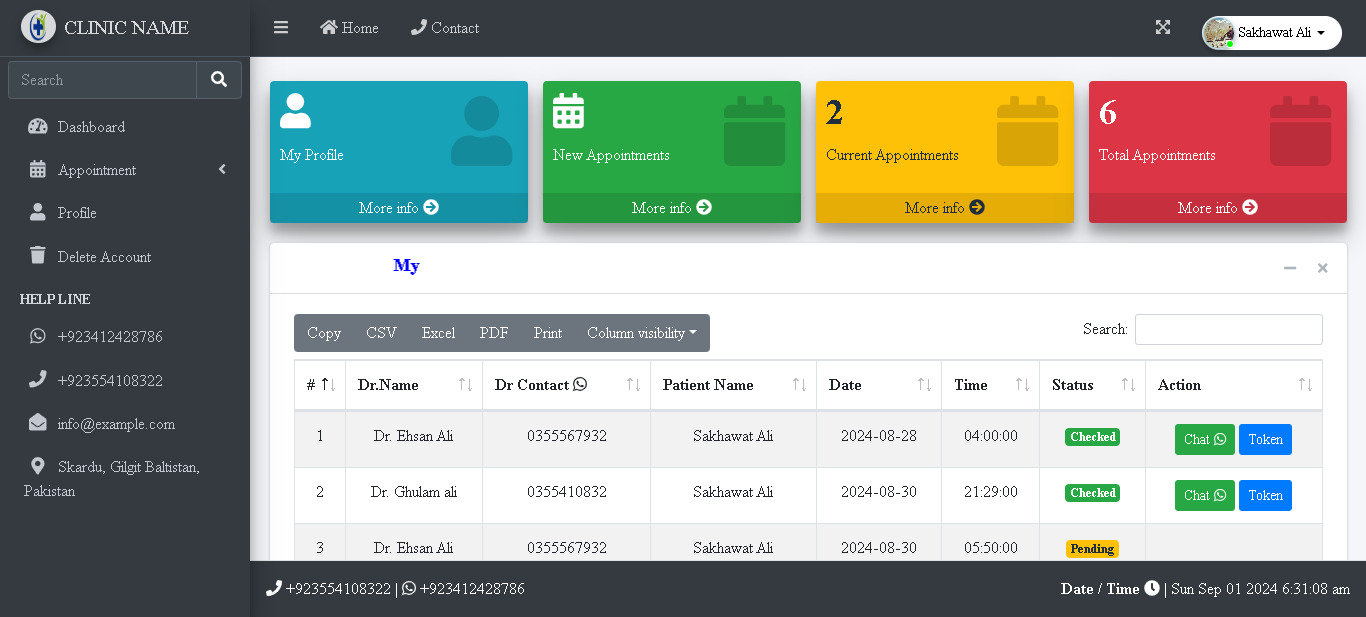 CLINIC NAME
Home
Contact
Sakhawat Ali
Search
Dashboard
Appointment
Profile
Delete Account
HELP LINE
+923412428786
+923554108322
info@example.com
Skardu, Gilgit Baltistan,
Pakistan
My Profile
More info
New Appointments
More info
2
Current Appointments
More info
6
Total Appointments
More info
My
Copy CSV Excel PDF Print Column visibility
Search:
# Dr.Name Dr Contact Patient Name Date Time Status Action
1 Dr. Ehsan Ali 0355567932 Sakhawat Ali 2024-08-28 04:00:00 Checked Chat Token
2 Dr. Ghulam ali 0355410832 Sakhawat Ali 2024-08-30 21:29:00 Checked Chat Token
3 Dr. Ehsan Ali 0355567932 Sakhawat Ali 2024-08-30 05:50:00 Pending
+923554108322 | +923412428786
Date / Time | Sun Sep 01 2024 6:31:08 am